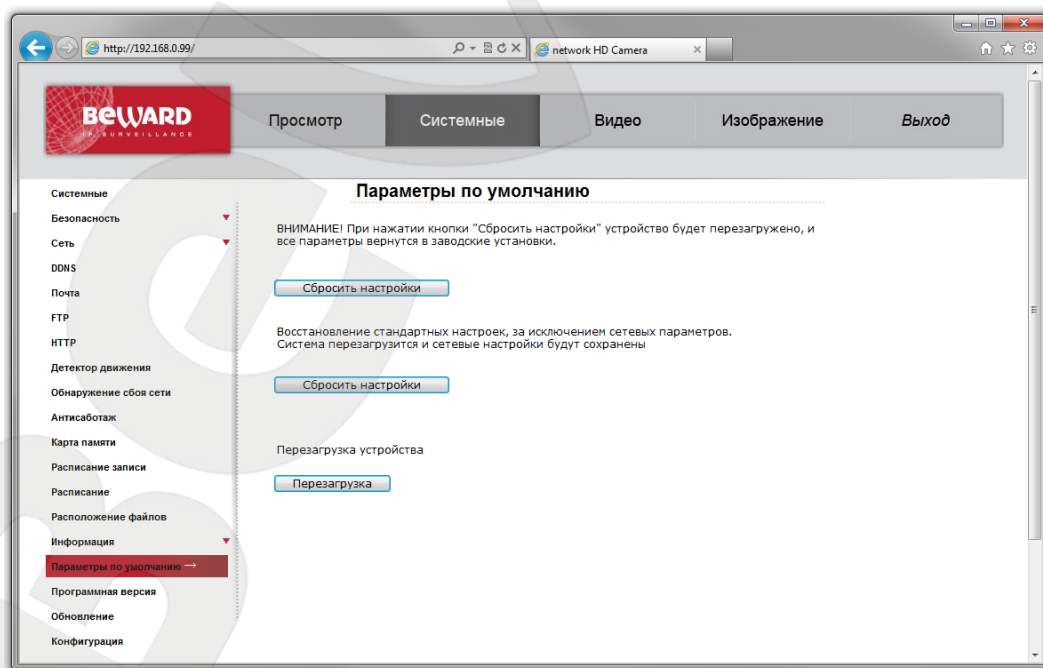 http://192.168.0.99/
network HD Camera
BEWARD
IP SURVEILLANCE
Просмотр
Системные
Видео
Изображение
Выход
Системные
Безопасность
Сеть
DDNS
Почта
FTP
HTTP
Детектор движения
Обнаружение сбоя сети
Антисаботаж
Карта памяти
Расписание записи
Расписание
Расположение файлов
Информация
Параметры по умолчанию →
Программная версия
Обновление
Конфигурация
Параметры по умолчанию
ВНИМАНИЕ! При нажатии кнопки "Сбросить настройки" устройство будет перезагружено, и
все параметры вернутся в заводские установки.
Сбросить настройки
Восстановление стандартных настроек, за исключением сетевых параметров.
Система перезагрузится и сетевые настройки будут сохранены
Сбросить настройки
Перезагрузка устройства
Перезагрузка